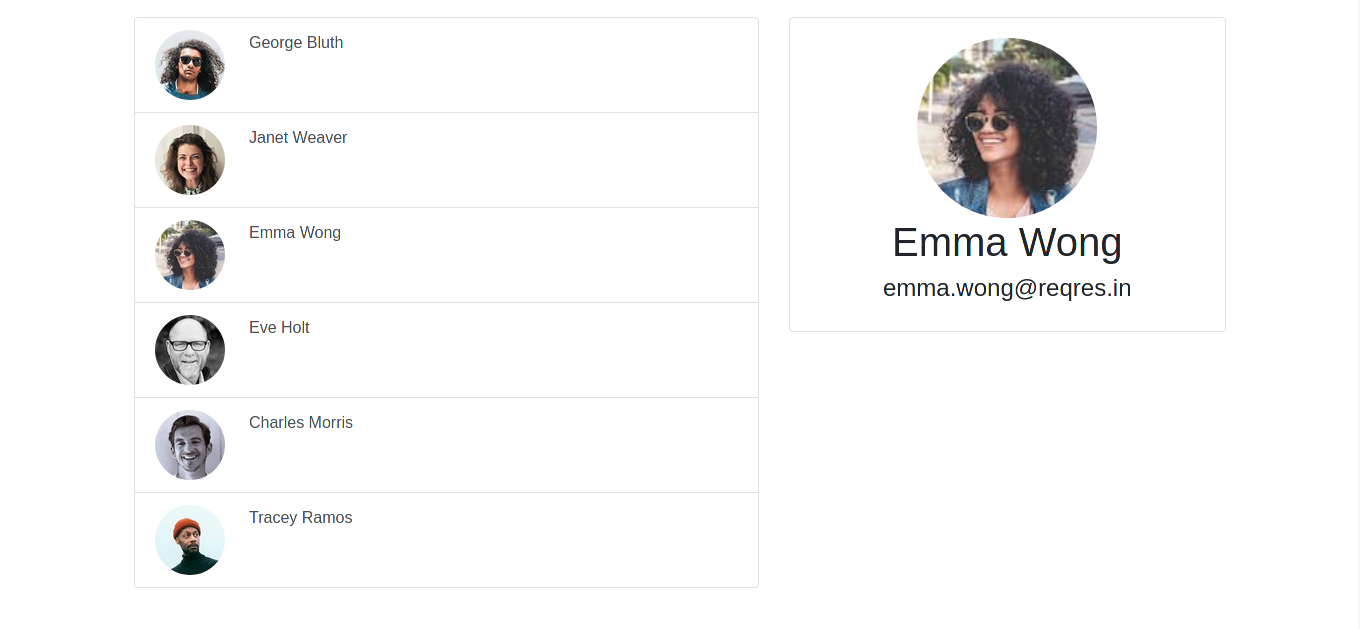 George Bluth
Janet Weaver
Emma Wong
Eve Holt
Charles Morris
Tracey Ramos
Emma Wong
emma.wong@reqres.in